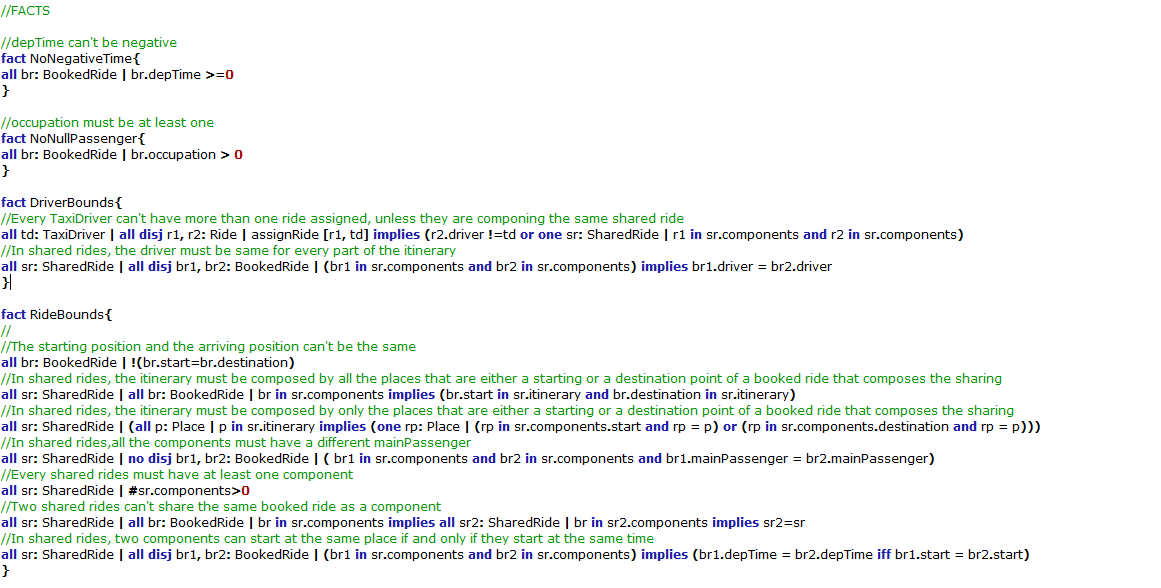 //FACTS
//depTime can't be negative
fact NoNegativeTime{
all br: BookedRide | br.depTime >=0
}
//occupation must be at least one
fact NoNullPassenger{
all br: BookedRide | br.occupation > 0
}
fact DriverBounds{
//Every TaxiDriver can't have more than one ride assigned, unless they are componing the same shared ride
all td: TaxiDriver | all disj r1, r2: Ride | assignRide [r1, td] implies (r2.driver !=td or one sr: SharedRide | r1 in sr.components and r2 in sr.components)
//In shared rides, the driver must be same for every part of the itinerary
all sr: SharedRide | all disj br1, br2: BookedRide | (br1 in sr.components and br2 in sr.components) implies br1.driver = br2.driver
}
fact RideBounds{
//
//The starting position and the arriving position can't be the same
all br: BookedRide | !(br.start=br.destination)
//In shared rides, the itinerary must be composed by all the places that are either a starting or a destination point of a booked ride that composes the sharing
all sr: SharedRide | all br: BookedRide | br in sr.components implies (br.start in sr.itinerary and br.destination in sr.itinerary)
//In shared rides, the itinerary must be composed by only the places that are either a starting or a destination point of a booked ride that composes the sharing
all sr: SharedRide | (all p: Place | p in sr.itinerary implies (one rp: Place | (rp in sr.components.start and rp = p) or (rp in sr.components.destination and rp = p)))
//In shared rides,all the components must have a different mainPassenger
all sr: SharedRide | no disj br1, br2: BookedRide | ( br1 in sr.components and br2 in sr.components and br1.mainPassenger = br2.mainPassenger)
//Every shared rides must have at least one component
all sr: SharedRide | #sr.components>0
//Two shared rides can't share the same booked ride as a component
all sr: SharedRide | all br: BookedRide | br in sr.components implies all sr2: SharedRide | br in sr2.components implies sr2=sr
//In shared rides, two components can start at the same place if and only if they start at the same time
all sr: SharedRide | all disj br1, br2: BookedRide | (br1 in sr.components and br2 in sr.components) implies (br1.depTime = br2.depTime iff br1.start = br2.start)
}